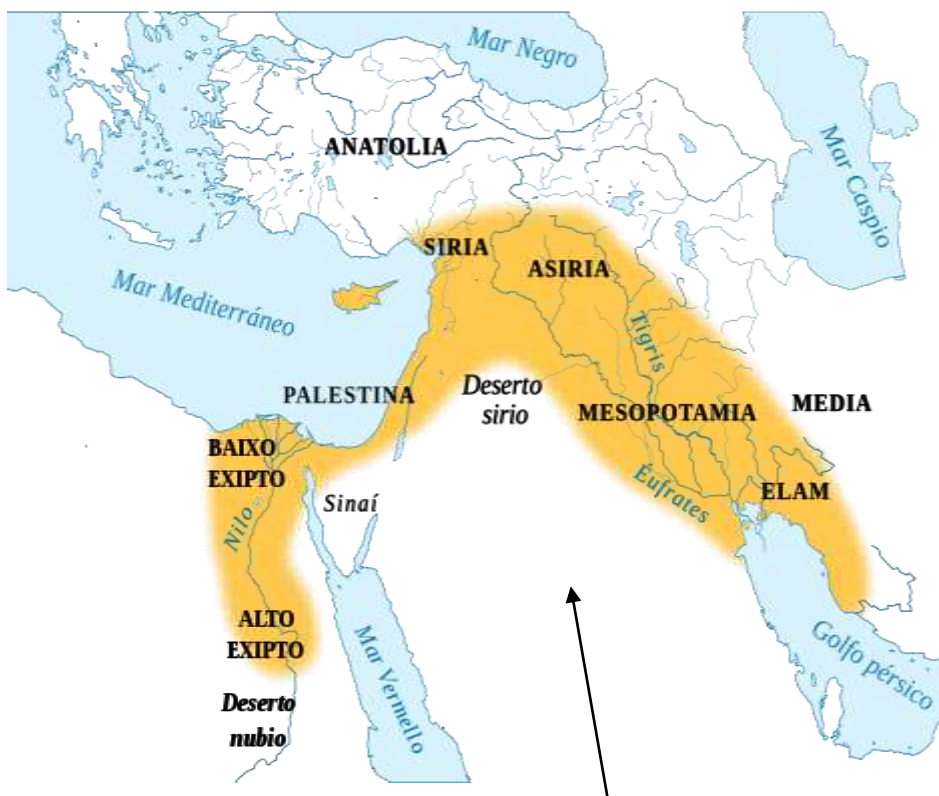 Mar Negro
Mar Caspio
ANATOLIA
SIRIA
ASIRIA
Mar Mediterráneo
Tigris
PALESTINA
Deserto
sirio
MESOPOTAMIA
MEDIA
BAIXO
EXIPTO
Éufrates
ELAM
Sinaí
Nilo
ALTO
EXIPTO
Mar Vermello
Golfo pérsico
Deserto
nubio